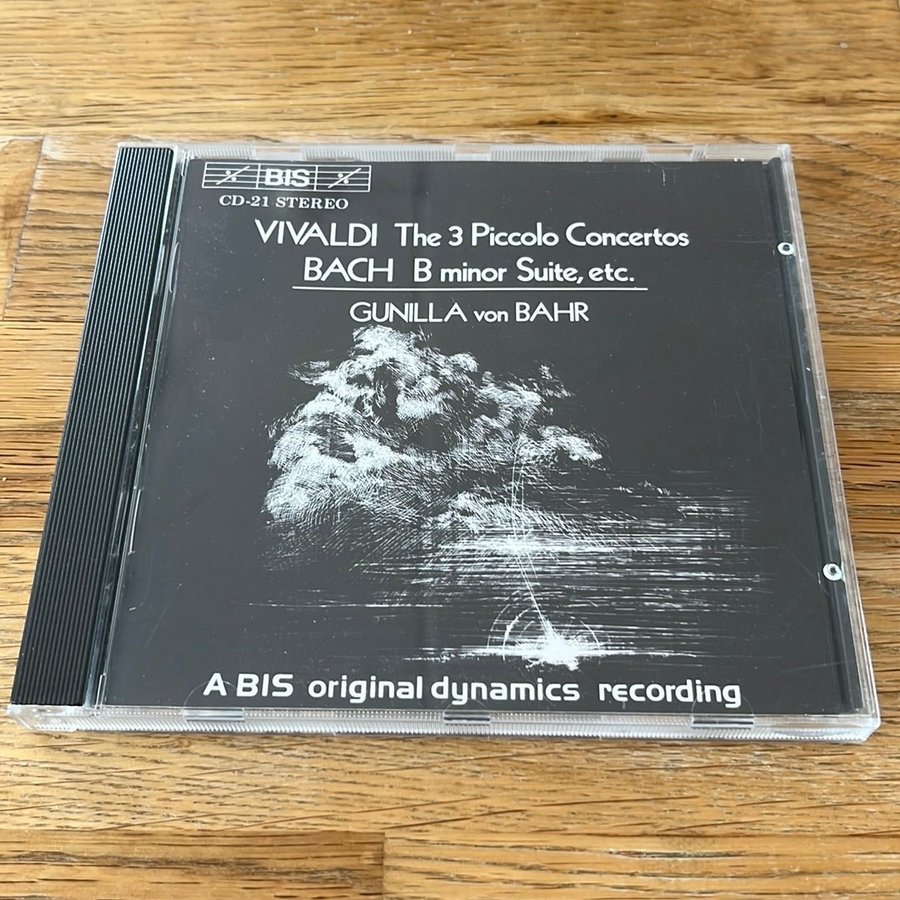 BIS
CD-21 STEREO
VIVALDI The 3 Piccolo Concertos
BACH B minor Suite, etc.
GUNILLA von BAHR
A BIS original dynamics recording